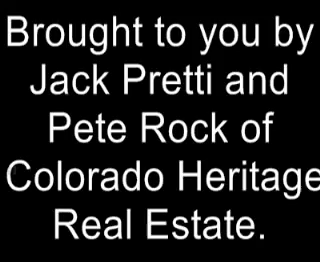 Brought to you by
Jack Pretti and
Pete Rock of
Colorado Heritage
Real Estate.